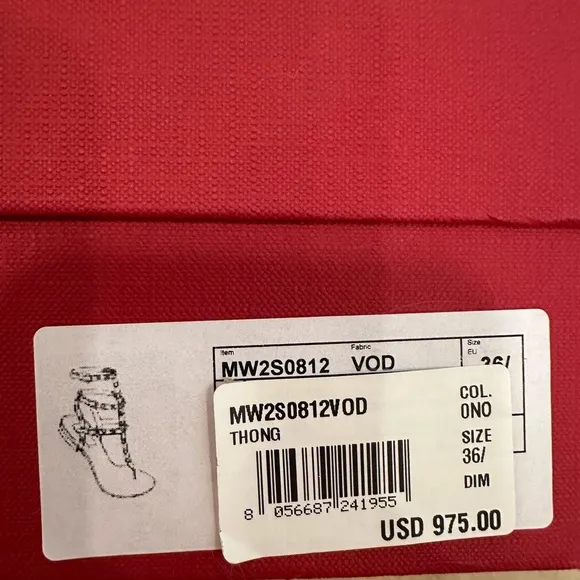 Item Fabric Size
EU
MW2S0812 VOD 36/
MW2S0812VOD COL.
ONO
THONG SIZE
36/
DIM
8 056687 241955
USD 975.00